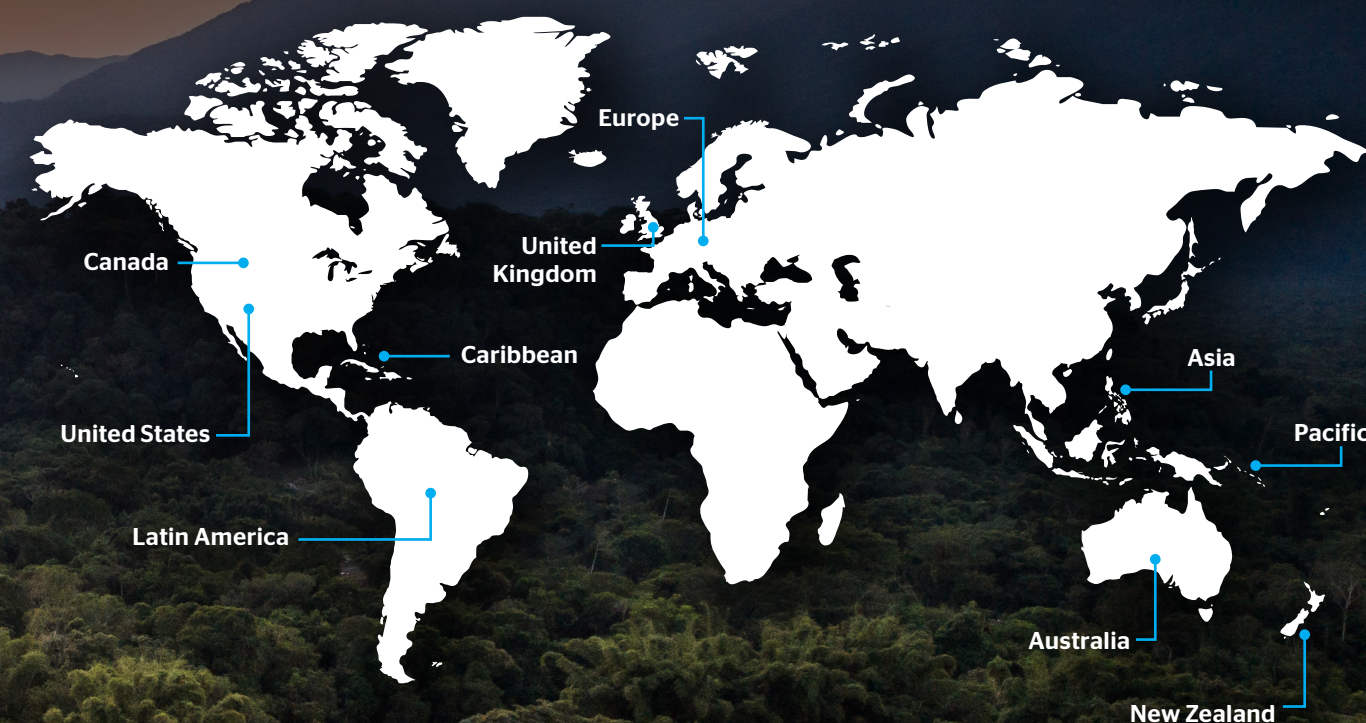 Europe
United
Kingdom
Canada
Caribbean
Asia
United States
Pacific
Latin America
Australia
New Zealand